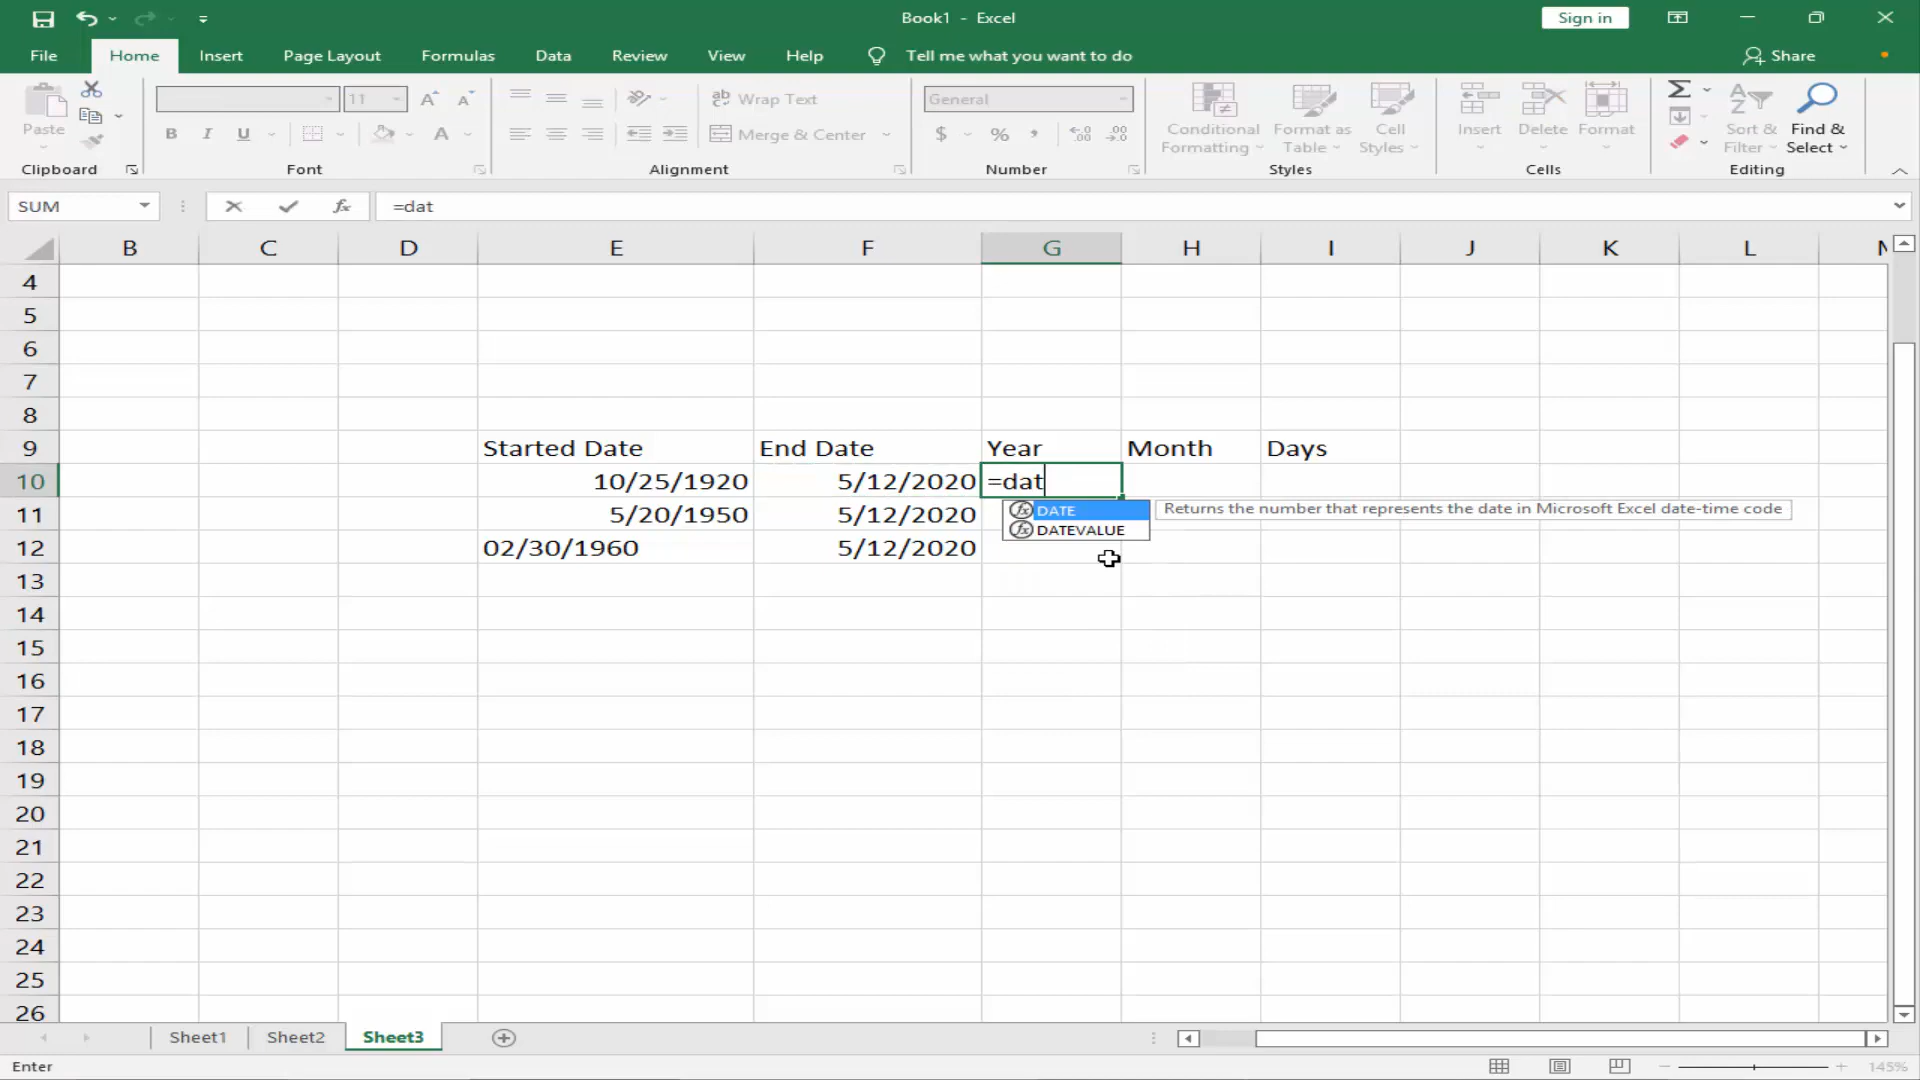 Book1 - Excel
Sign in
File Home Insert Page Layout Formulas Data Review View Help Tell me what you want to do Share
Paste
Clipboard
11
B I U A
Font
ab Wrap Text
Merge & Center
Alignment
General
$ % ,
Number
Conditional Formatting
Format as Table
Cell Styles
Styles
Insert Delete Format
Cells
Sort & Filter
Find & Select
Editing
SUM fx =dat
B C D E F G H I J K L M
4
5
6
7
8
9 Started Date End Date Year Month Days
10 10/25/1920 5/12/2020 =dat
DATE Returns the number that represents the date in Microsoft Excel date-time code
11 5/20/1950 5/12/2020
DATEVALUE
12 02/30/1960 5/12/2020
13
14
15
16
17
18
19
20
21
22
23
24
25
26
Sheet1 Sheet2 Sheet3
Enter 145%